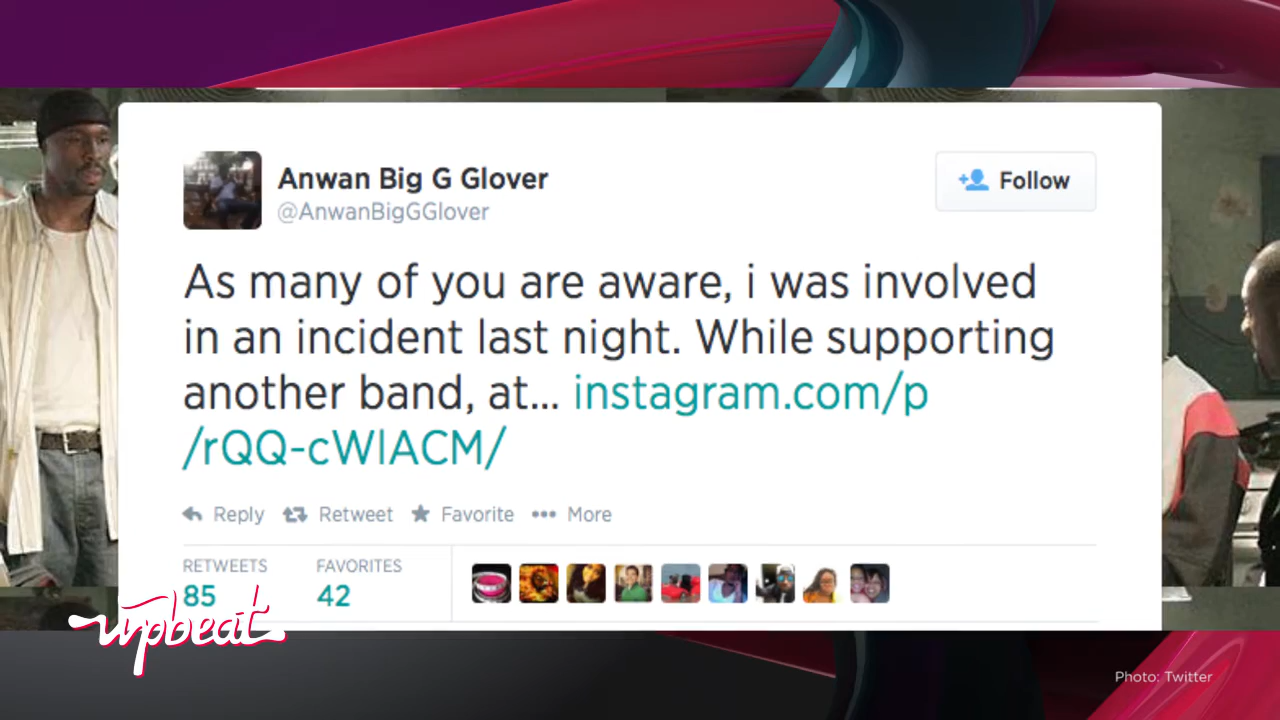 Anwan Big G Glover
@AnwanBigGGlover
Follow
As many of you are aware, i was involved
in an incident last night. While supporting
another band, at... instagram.com/p
/rQQ-cWlACM/
Reply Retweet Favorite More
RETWEETS FAVORITES
85 42
upbeat
Photo: Twitter